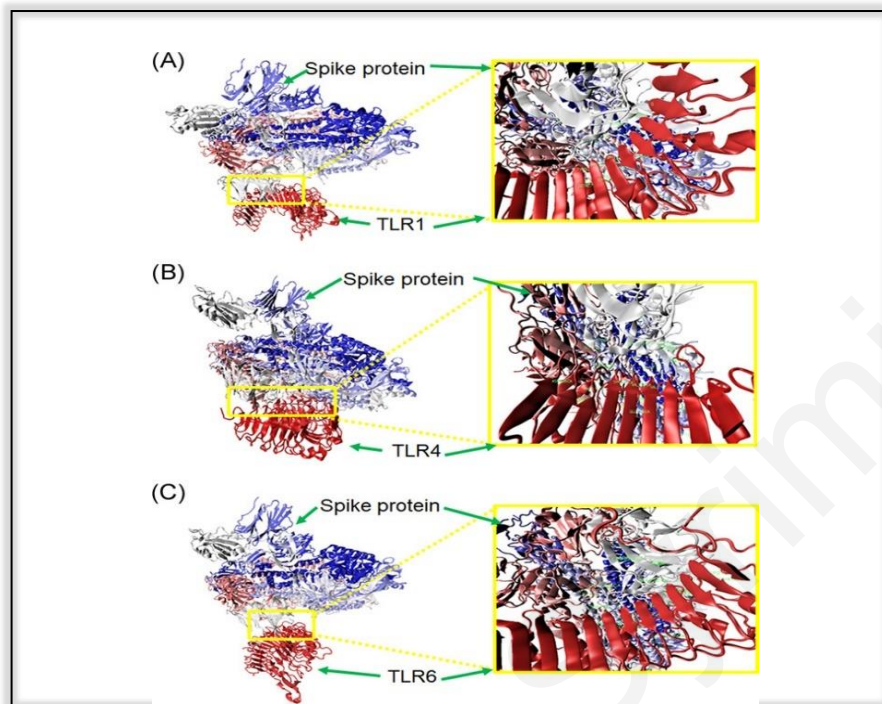 (A)
Spike protein
TLR1
(B)
Spike protein
TLR4
(C)
Spike protein
TLR6